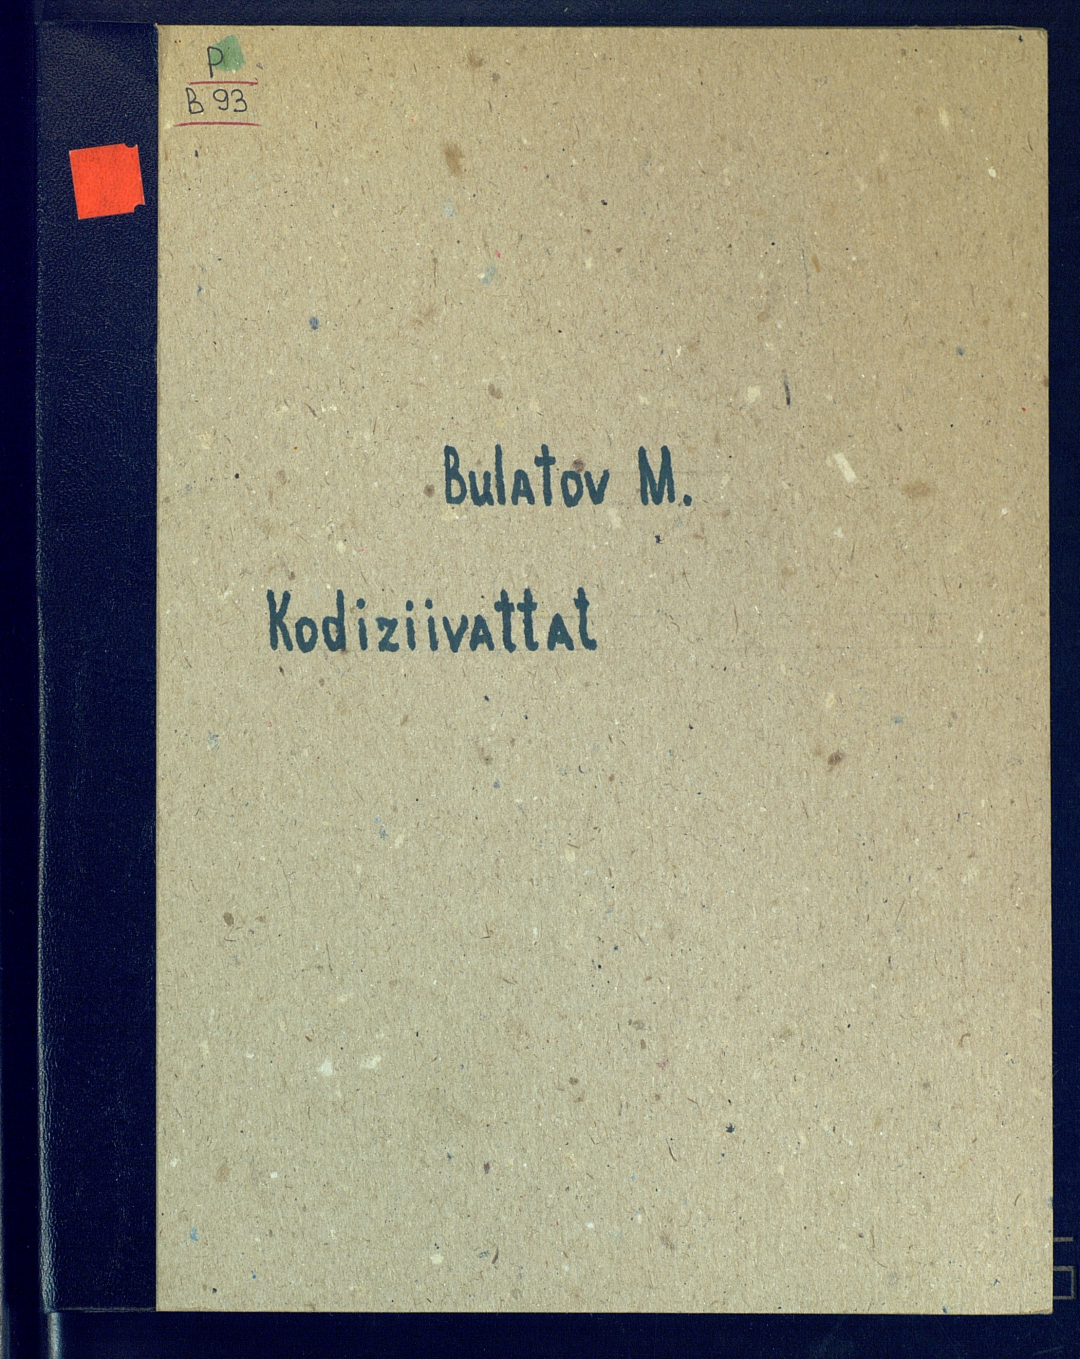 P
B 93
Bulatov M.
Kodiziivattat